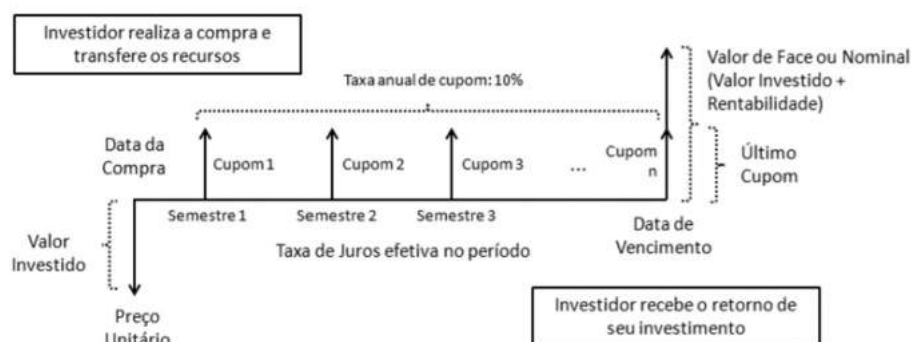 Investidor realiza a compra e
transfere os recursos
Taxa anual de cupom: 10%
Valor de Face ou Nominal
(Valor Investido +
Rentabilidade)
Data da
Compra
Cupom 1
Cupom 2
Cupom 3
...
Cupom
n
Último
Cupom
Semestre 1
Semestre 2
Semestre 3
Data de
Vencimento
Valor
Investido
Taxa de Juros efetiva no período
Preço
Unitário
Investidor recebe o retorno de
seu investimento